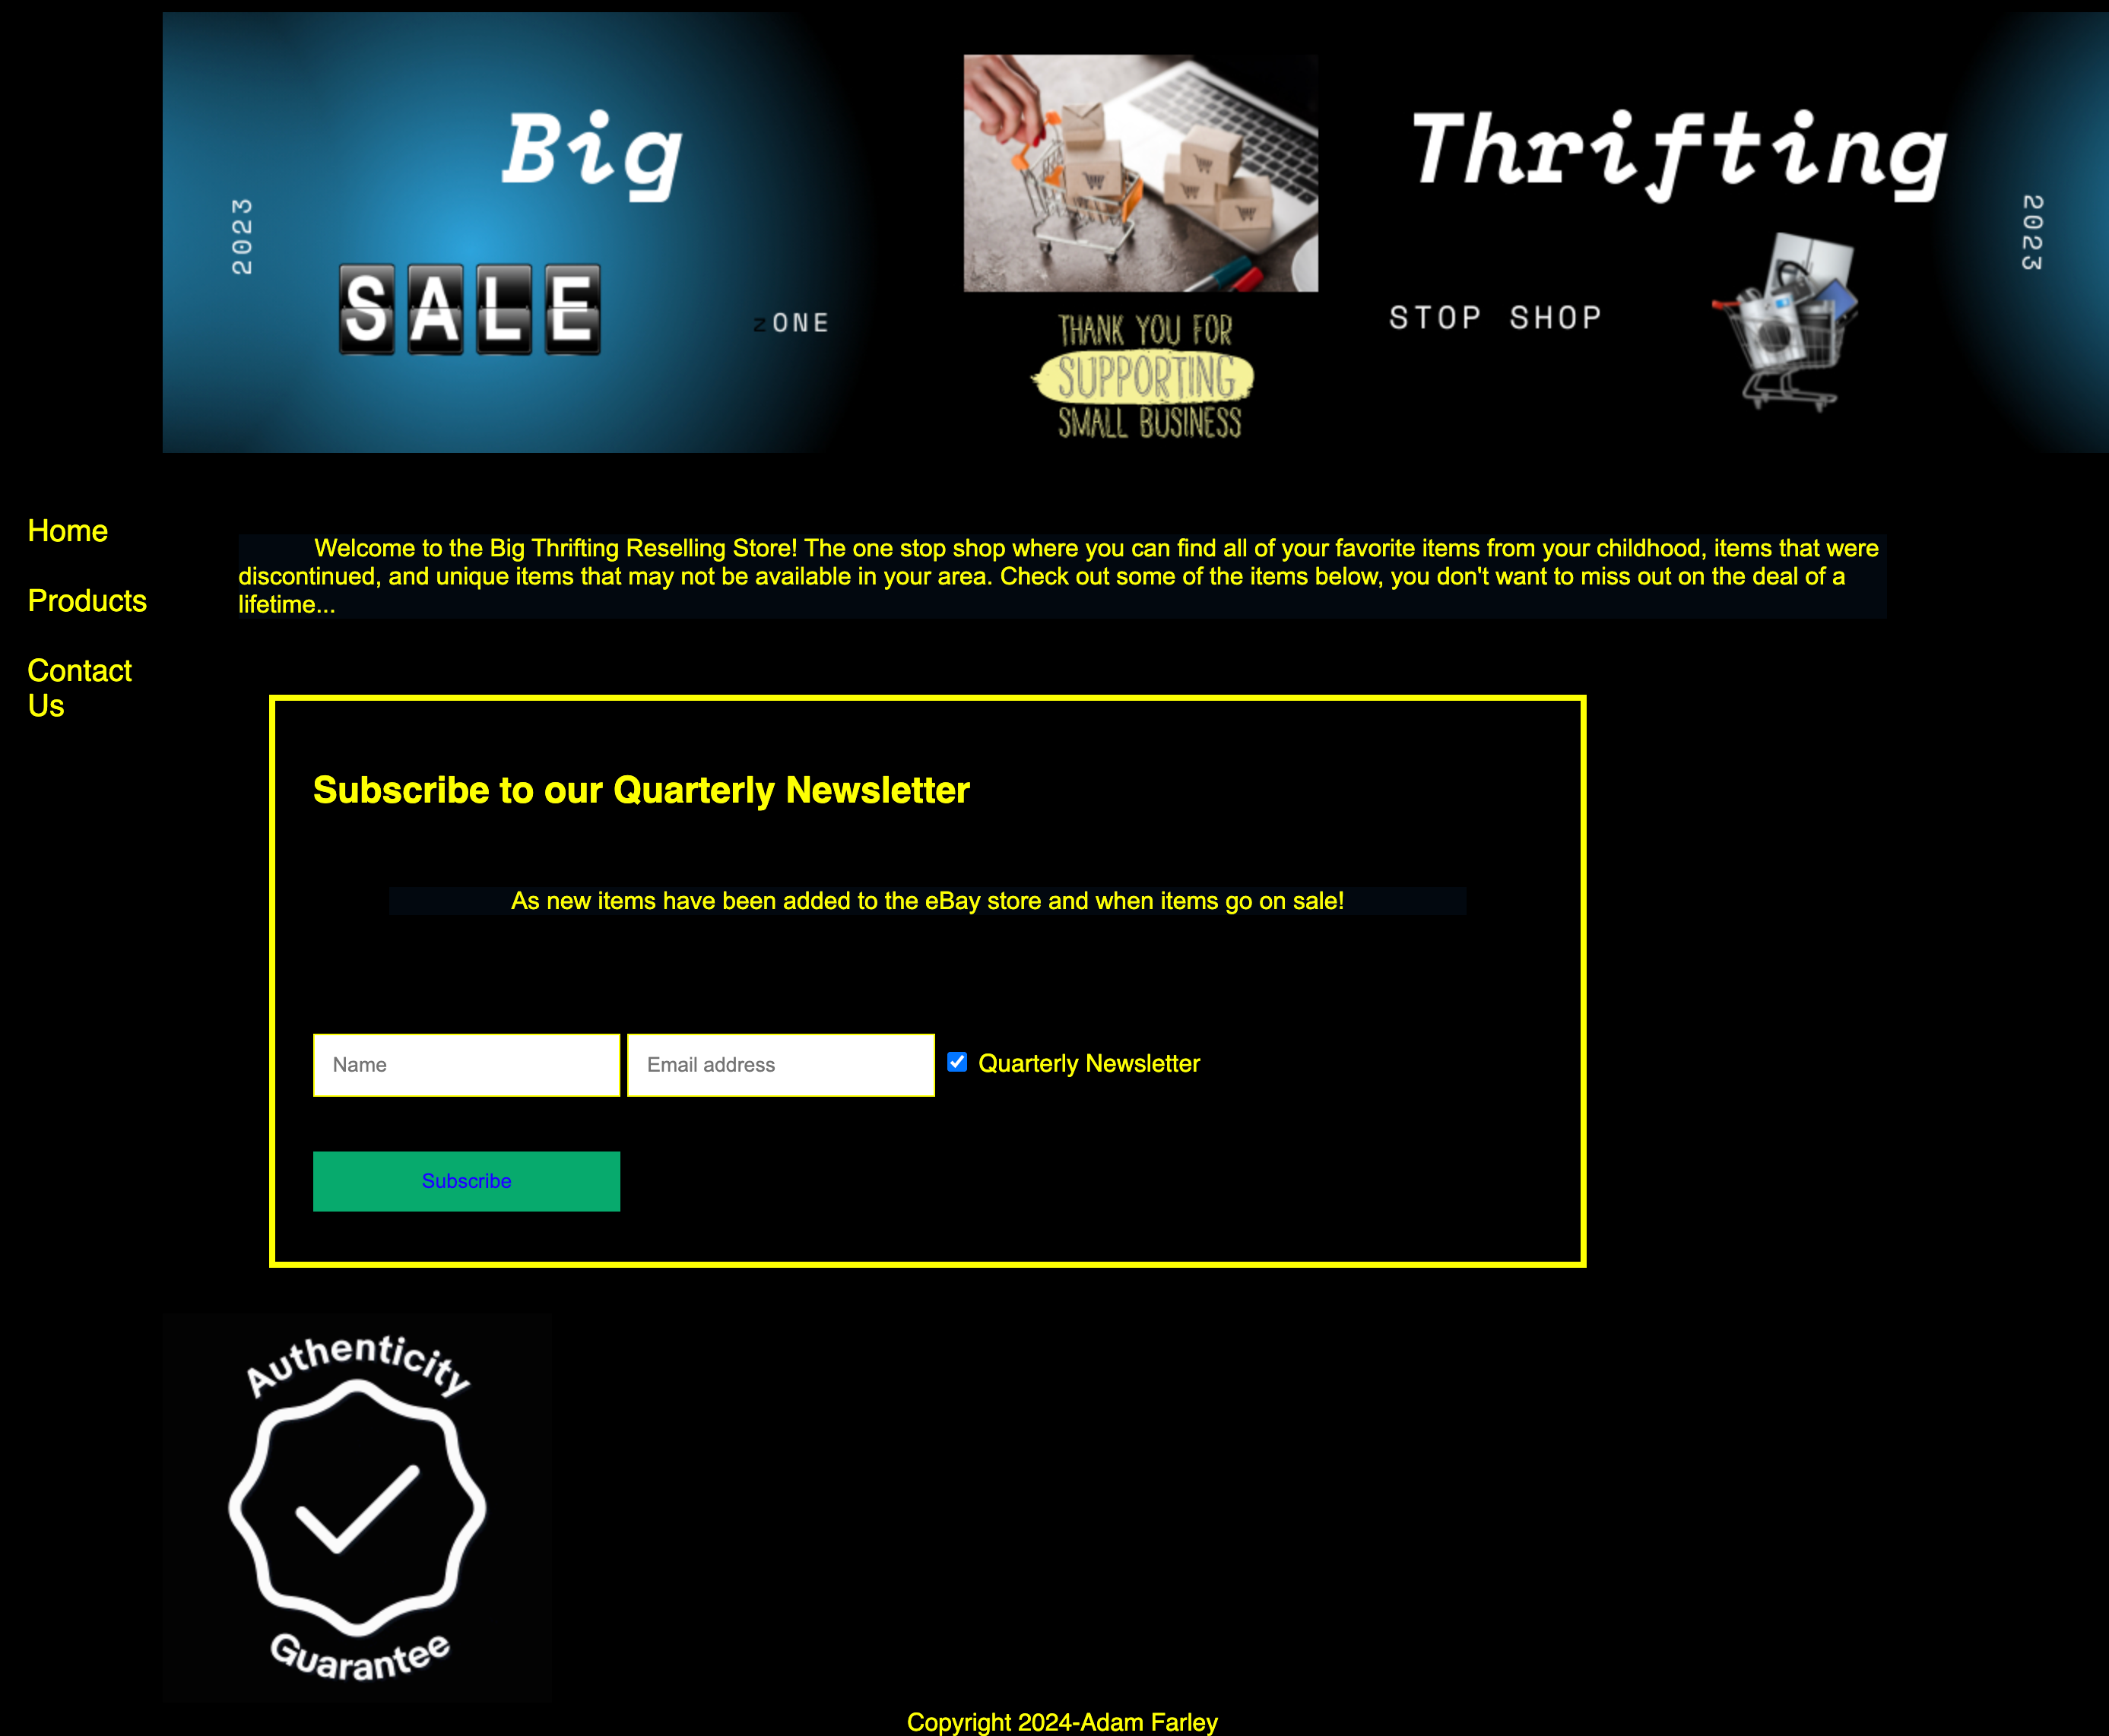 2023
Big
SALE
zONE
THANK YOU FOR
SUPPORTING
SMALL BUSINESS
Thrifting
STOP SHOP
2023
Home
Products
Contact
Us
Welcome to the Big Thrifting Reselling Store! The one stop shop where you can find all of your favorite items from your childhood, items that were
discontinued, and unique items that may not be available in your area. Check out some of the items below, you don't want to miss out on the deal of a
lifetime...
Subscribe to our Quarterly Newsletter
As new items have been added to the eBay store and when items go on sale!
Name
Email address
Quarterly Newsletter
Subscribe
Authenticity
Guarantee
Copyright 2024-Adam Farley